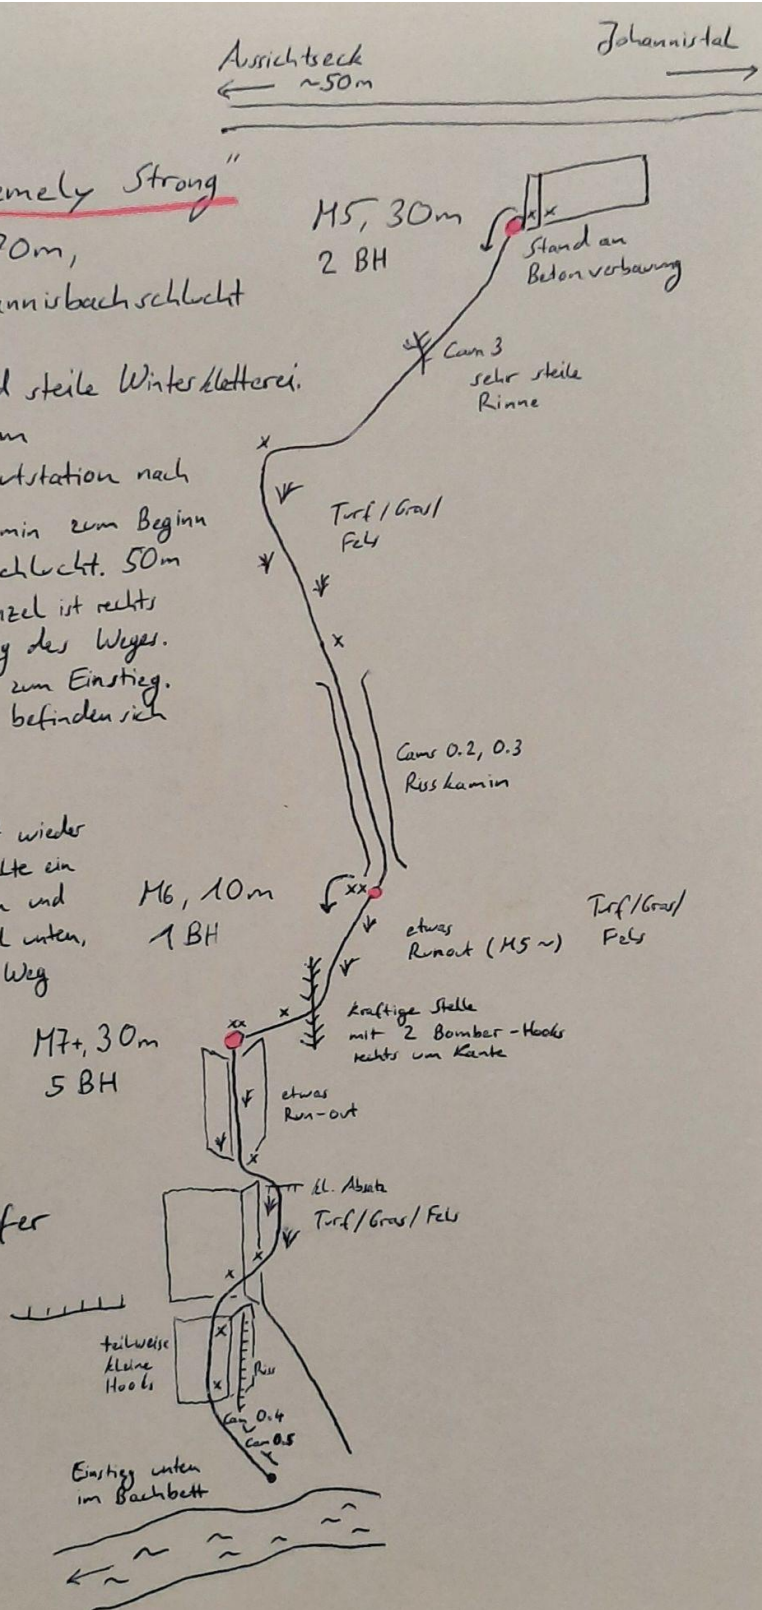 Aussichtseck
~50m
Johannistal
Strong"
M5, 30m
2 BH
Stand an
Betonverbauung
20m,
nnisbachschlucht
Cam 3
sehr steile
Rinne
steile Winterkletterei.
Turf/Gras/
Fels
nach
min zum Beginn
chlucht. 50m
nzel ist rechts
des Weges.
zum Einstieg.
befinden sich
Cams 0.2, 0.3
Risskamin
wieder
lte ein
und
unten,
Weg
M6, 10m
1 BH
xx
etwas
Runout (M5~)
Turf/Gras/
Fels
kräftige Stelle
mit 2 Bomber-Hooks
rechts um Kante
xx
M7+, 30m
5 BH
etwas
Run-out
kl. Absatz
Turf/Gras/Fels
fer
teilweise
kleine
Hooks
Riss
Cam 0.4
Cam 0.5
Einstieg unten
im Bachbett